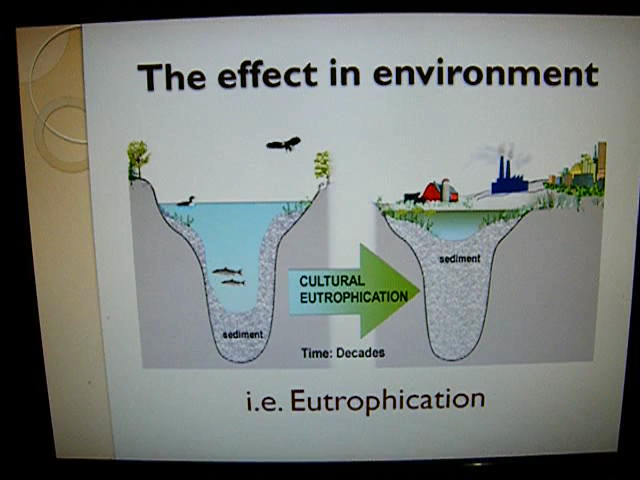 The effect in environment
sediment
CULTURAL
EUTROPHICATION
Time: Decades
sediment
i.e. Eutrophication